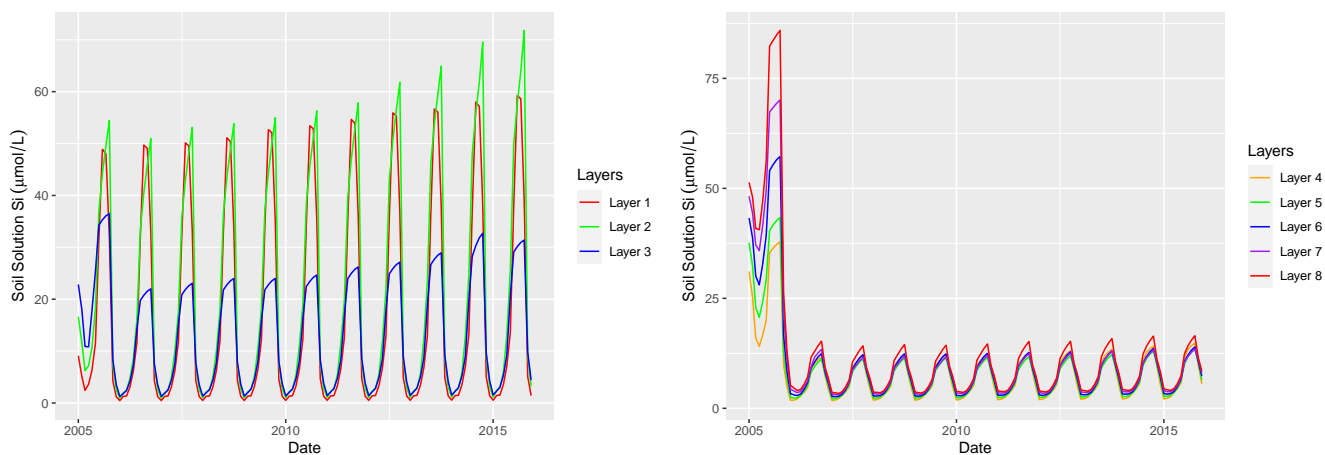 Soil Solution Si (μmol/L)
60
40
20
0
2005
2010
2015
Date
Layers
Layer 1
Layer 2
Layer 3
Soil Solution Si (μmol/L)
75
50
25
0
2005
2010
2015
Date
Layers
Layer 4
Layer 5
Layer 6
Layer 7
Layer 8